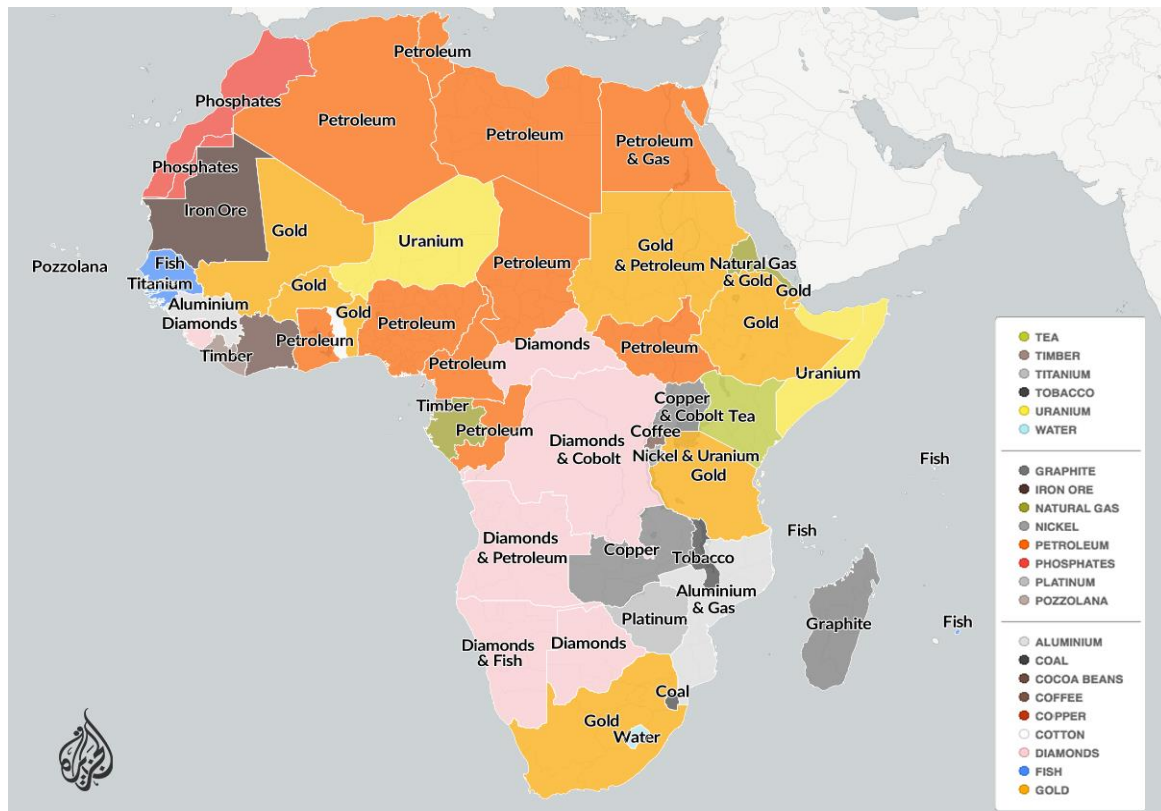 Petroleum
Phosphates
Petroleum
Petroleum
Petroleum
& Gas
Phosphates
Iron Ore
Gold
Uranium
Gold
& Petroleum
Pozzolana
Fish
Titanium
Natural Gas
& Gold
Petroleum
Gold
Gold
Aluminium
Gold
Gold
Diamonds
Petroleum
Petroleum
Timber
Petroleum
Diamonds
Petroleum
Uranium
Timber
Copper
& Cobolt
Tea
Petroleum
Coffee
Diamonds
& Cobolt
Nickel & Uranium
Gold
Fish
Fish
Diamonds
& Petroleum
Copper
Tobacco
Aluminium
& Gas
Platinum
Graphite
Fish
Diamonds
& Fish
Diamonds
Coal
Gold
Water
TEA
TIMBER
TITANIUM
TOBACCO
URANIUM
WATER
GRAPHITE
IRON ORE
NATURAL GAS
NICKEL
PETROLEUM
PHOSPHATES
PLATINUM
POZZOLANA
ALUMINIUM
COAL
COCOA BEANS
COFFEE
COPPER
COTTON
DIAMONDS
FISH
GOLD
الجزيرة